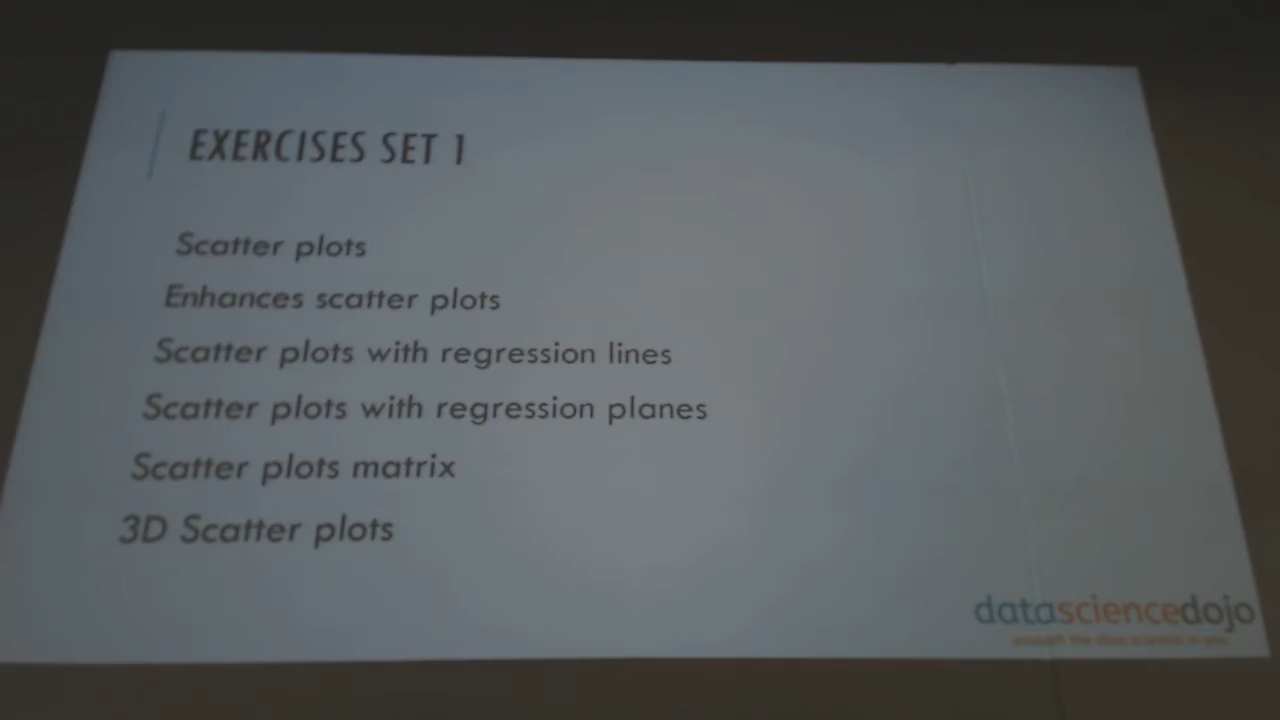 EXERCISES SET 1
Scatter plots
Enhances scatter plots
Scatter plots with regression lines
Scatter plots with regression planes
Scatter plots matrix
3D Scatter plots
datasciencedojo